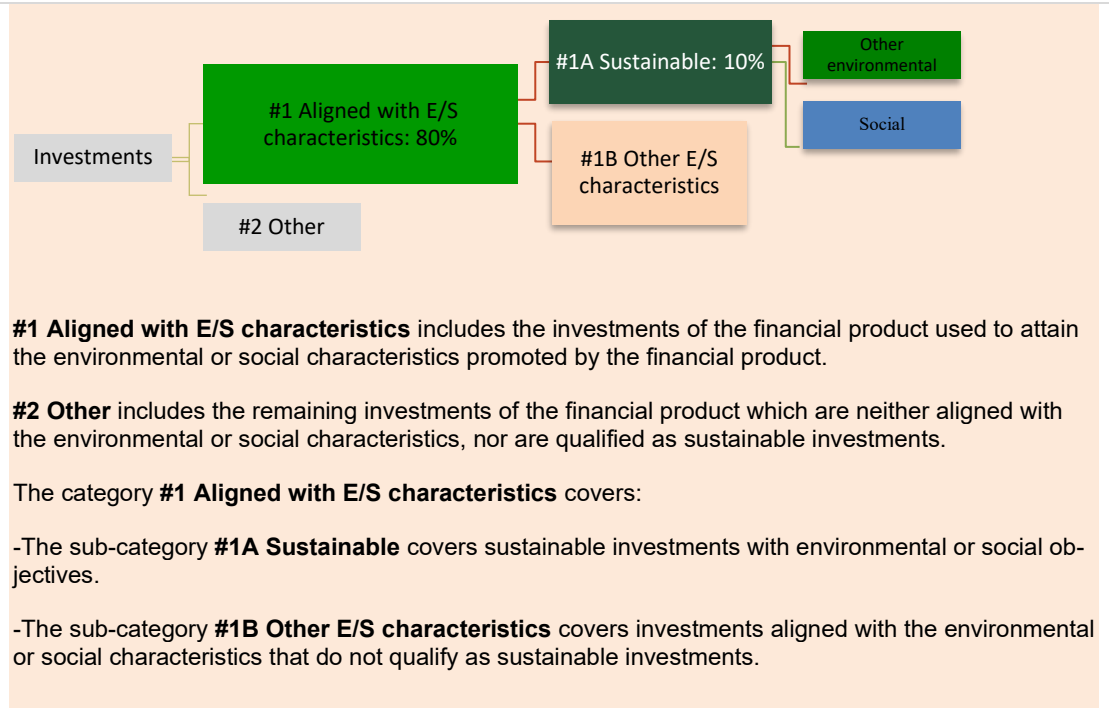 #1A Sustainable: 10%
Other
environmental
#1 Aligned with E/S
characteristics: 80%
Social
Investments
#1B Other E/S
characteristics
#2 Other
#1 Aligned with E/S characteristics includes the investments of the financial product used to attain
the environmental or social characteristics promoted by the financial product.
#2 Other includes the remaining investments of the financial product which are neither aligned with
the environmental or social characteristics, nor are qualified as sustainable investments.
The category #1 Aligned with E/S characteristics covers:
-The sub-category #1A Sustainable covers sustainable investments with environmental or social ob-
jectives.
-The sub-category #1B Other E/S characteristics covers investments aligned with the environmental
or social characteristics that do not qualify as sustainable investments.